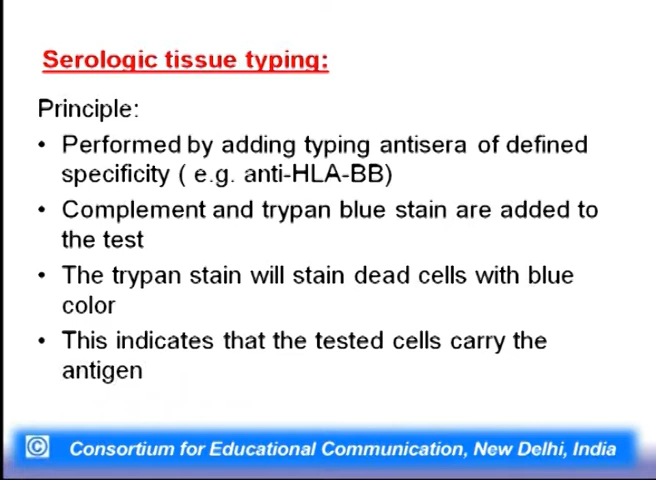 Serologic tissue typing:
Principle:
• Performed by adding typing antisera of defined
specificity ( e.g. anti-HLA-BB)
• Complement and trypan blue stain are added to
the test
• The trypan stain will stain dead cells with blue
color
• This indicates that the tested cells carry the
antigen
© Consortium for Educational Communication, New Delhi, India